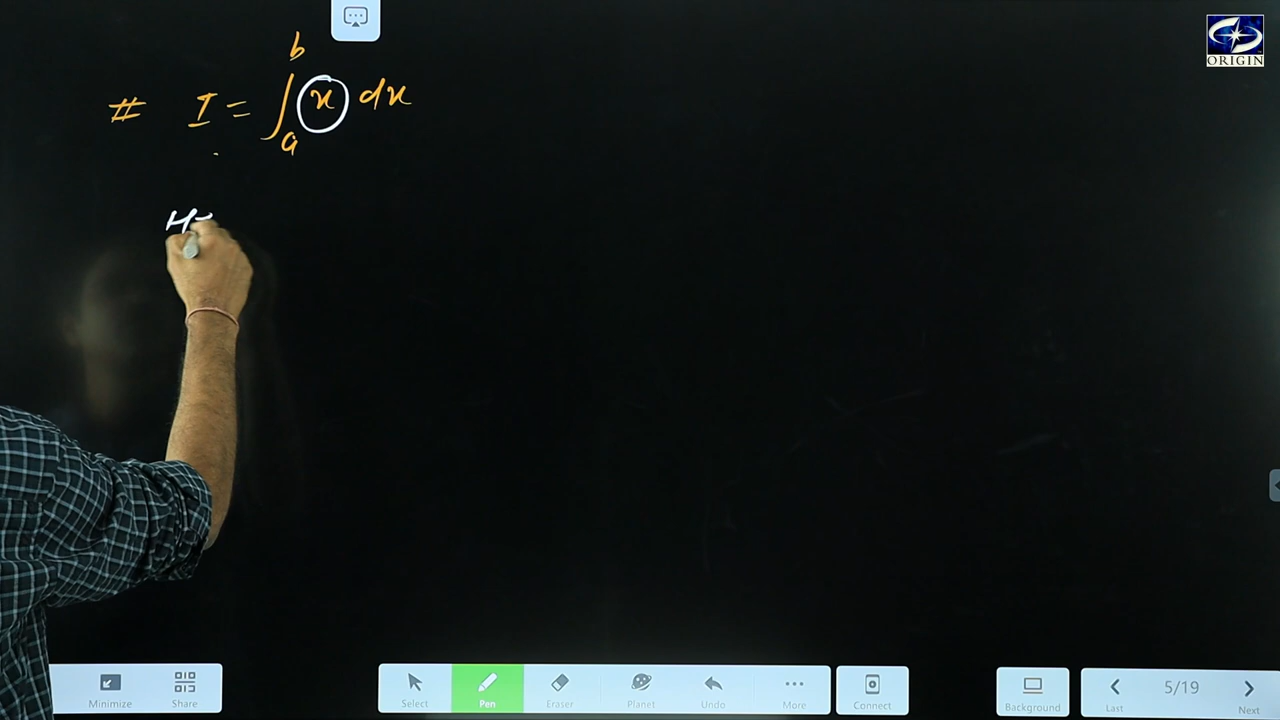 # I = ∫ₐᵇ x dx
ORIGIN
Minimize
Share
Select
Pen
Eraser
Planet
Undo
More
Connect
Background
Last
5/19
Next